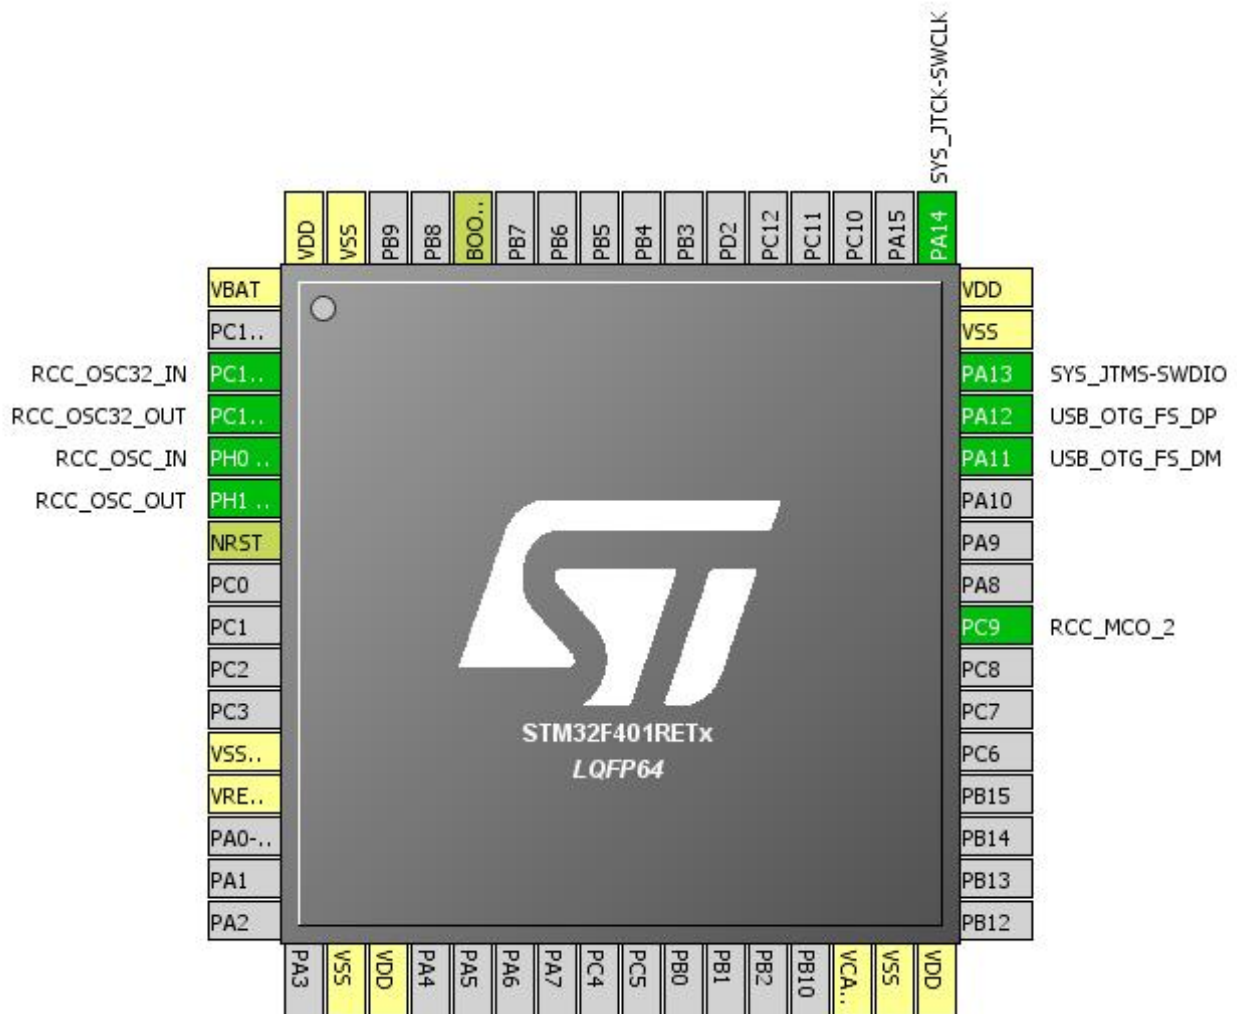 SYS_JTCK-SWCLK
VDD
VSS
PB9
PB8
BOO..
PB7
PB6
PB5
PB4
PB3
PD2
PC12
PC11
PC10
PA15
PA14
VBAT
PC1..
RCC_OSC32_IN PC1..
RCC_OSC32_OUT PC1..
RCC_OSC_IN PH0 ..
RCC_OSC_OUT PH1 ..
NRST
PC0
PC1
PC2
PC3
VSS..
VRE..
PA0-..
PA1
PA2
ST
STM32F401RETx
LQFP64
VDD
VSS
PA13 SYS_JTMS-SWDIO
PA12 USB_OTG_FS_DP
PA11 USB_OTG_FS_DM
PA10
PA9
PA8
PC9 RCC_MCO_2
PC8
PC7
PC6
PB15
PB14
PB13
PB12
PA3
VSS
VDD
PA4
PA5
PA6
PA7
PC4
PC5
PB0
PB1
PB2
PB10
VCA..
VSS
VDD